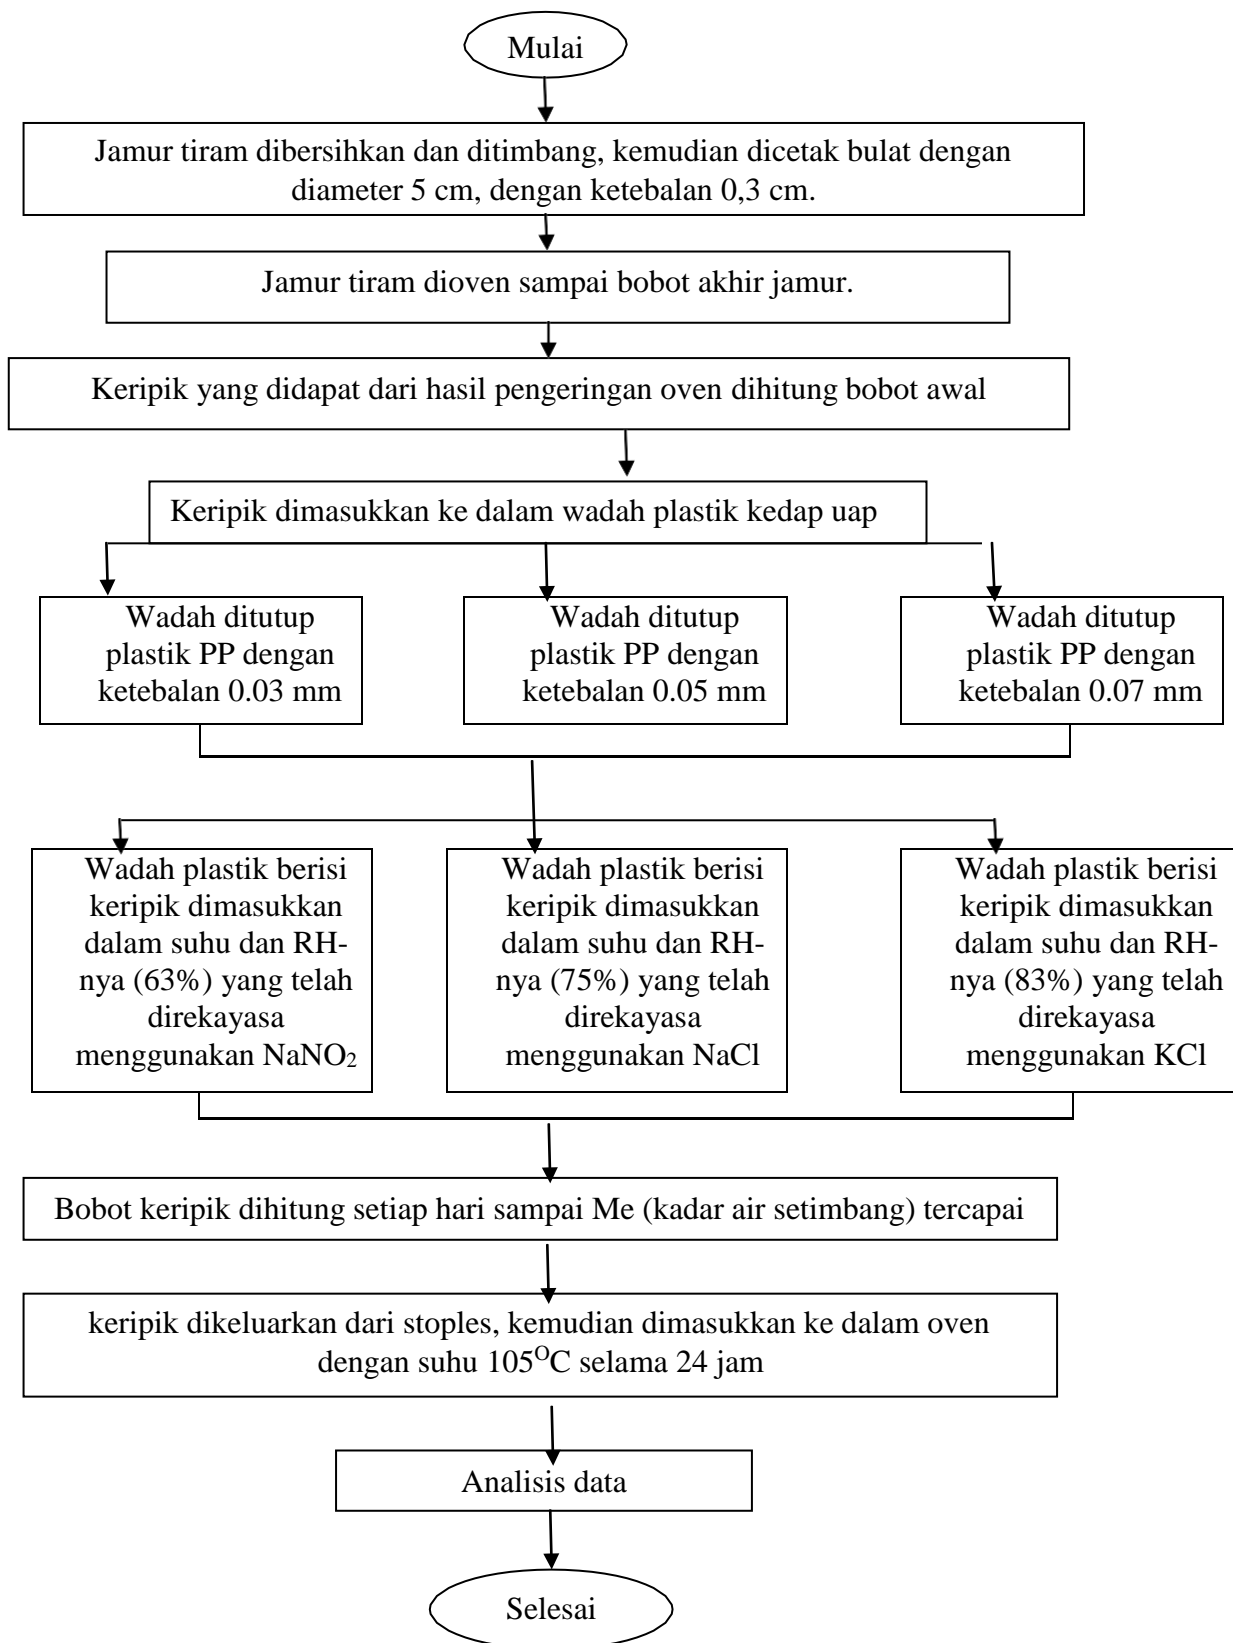 Mulai
Jamur tiram dibersihkan dan ditimbang, kemudian dicetak bulat dengan
diameter 5 cm, dengan ketebalan 0,3 cm.
Jamur tiram dioven sampai bobot akhir jamur.
Keripik yang didapat dari hasil pengeringan oven dihitung bobot awal
Keripik dimasukkan ke dalam wadah plastik kedap uap
Wadah ditutup
plastik PP dengan
ketebalan 0.03 mm
Wadah ditutup
plastik PP dengan
ketebalan 0.05 mm
Wadah ditutup
plastik PP dengan
ketebalan 0.07 mm
Wadah plastik berisi
keripik dimasukkan
dalam suhu dan RH-
nya (63%) yang telah
direkayasa
menggunakan NaNO₂
Wadah plastik berisi
keripik dimasukkan
dalam suhu dan RH-
nya (75%) yang telah
direkayasa
menggunakan NaCl
Wadah plastik berisi
keripik dimasukkan
dalam suhu dan RH-
nya (83%) yang telah
direkayasa
menggunakan KCl
Bobot keripik dihitung setiap hari sampai Me (kadar air setimbang) tercapai
keripik dikeluarkan dari stoples, kemudian dimasukkan ke dalam oven
dengan suhu 105ᴼC selama 24 jam
Analisis data
Selesai